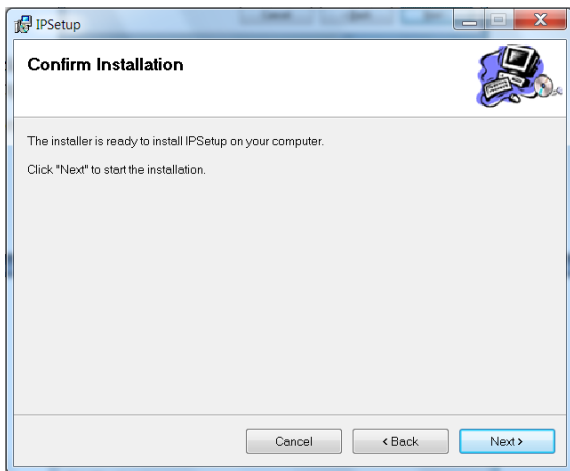 IPSetup
Confirm Installation
The installer is ready to install IPSetup on your computer.
Click "Next" to start the installation.
Cancel
< Back
Next >